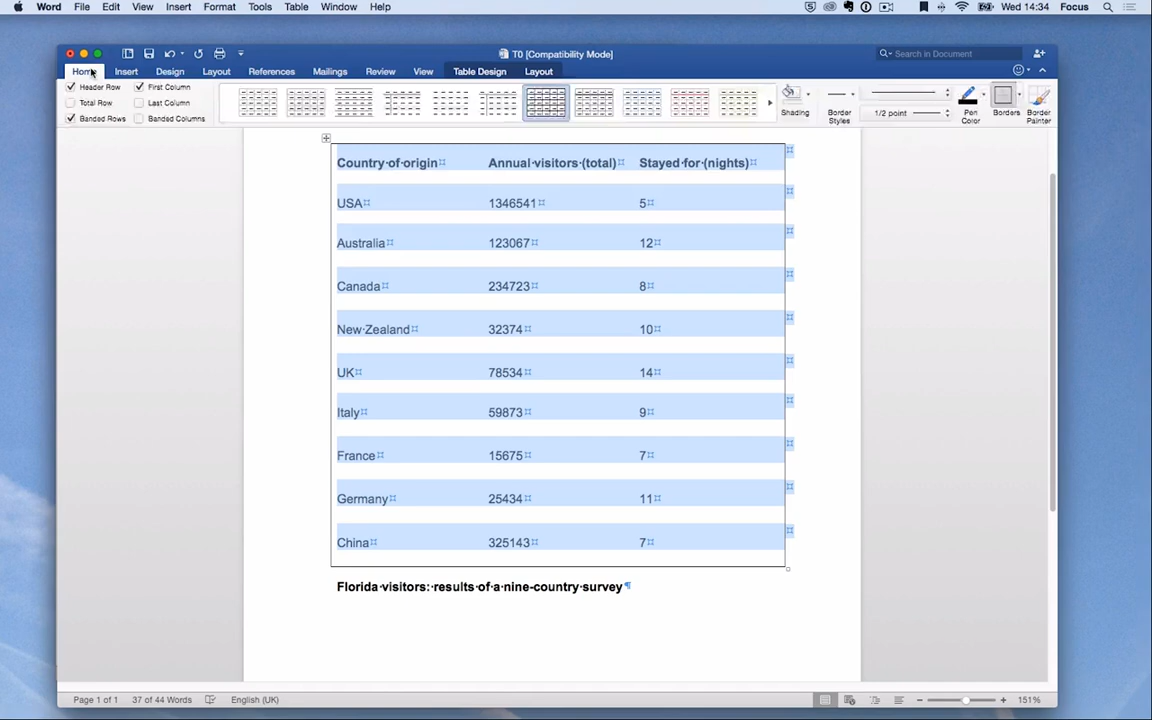 Word File Edit View Insert Format Tools Table Window Help Wed 14:34 Focus
T0 [Compatibility Mode] Search in Document
Home Insert Design Layout References Mailings Review View Table Design Layout
Header Row First Column
Total Row Last Column
Banded Rows Banded Columns
Shading Border Styles 1/2 point Pen Color Borders Border Painter
Country of origin Annual visitors (total) Stayed for (nights)
USA 1346541 5
Australia 123067 12
Canada 234723 8
New Zealand 32374 10
UK 78534 14
Italy 59873 9
France 15675 7
Germany 25434 11
China 325143 7
Florida visitors: results of a nine-country survey
Page 1 of 1 37 of 44 Words English (UK) 151%